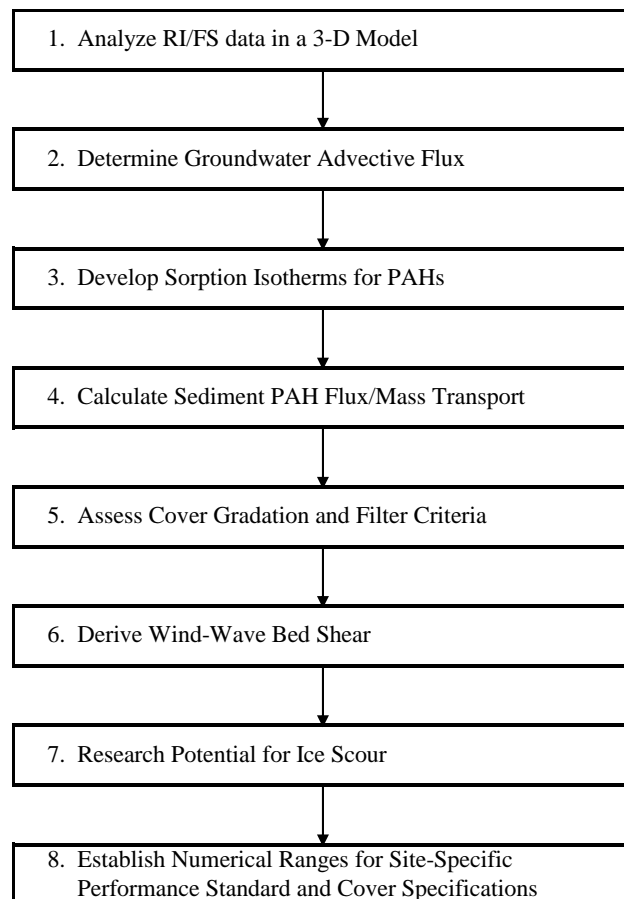 1. Analyze RI/FS data in a 3-D Model
2. Determine Groundwater Advective Flux
3. Develop Sorption Isotherms for PAHs
4. Calculate Sediment PAH Flux/Mass Transport
5. Assess Cover Gradation and Filter Criteria
6. Derive Wind-Wave Bed Shear
7. Research Potential for Ice Scour
8. Establish Numerical Ranges for Site-Specific
Performance Standard and Cover Specifications